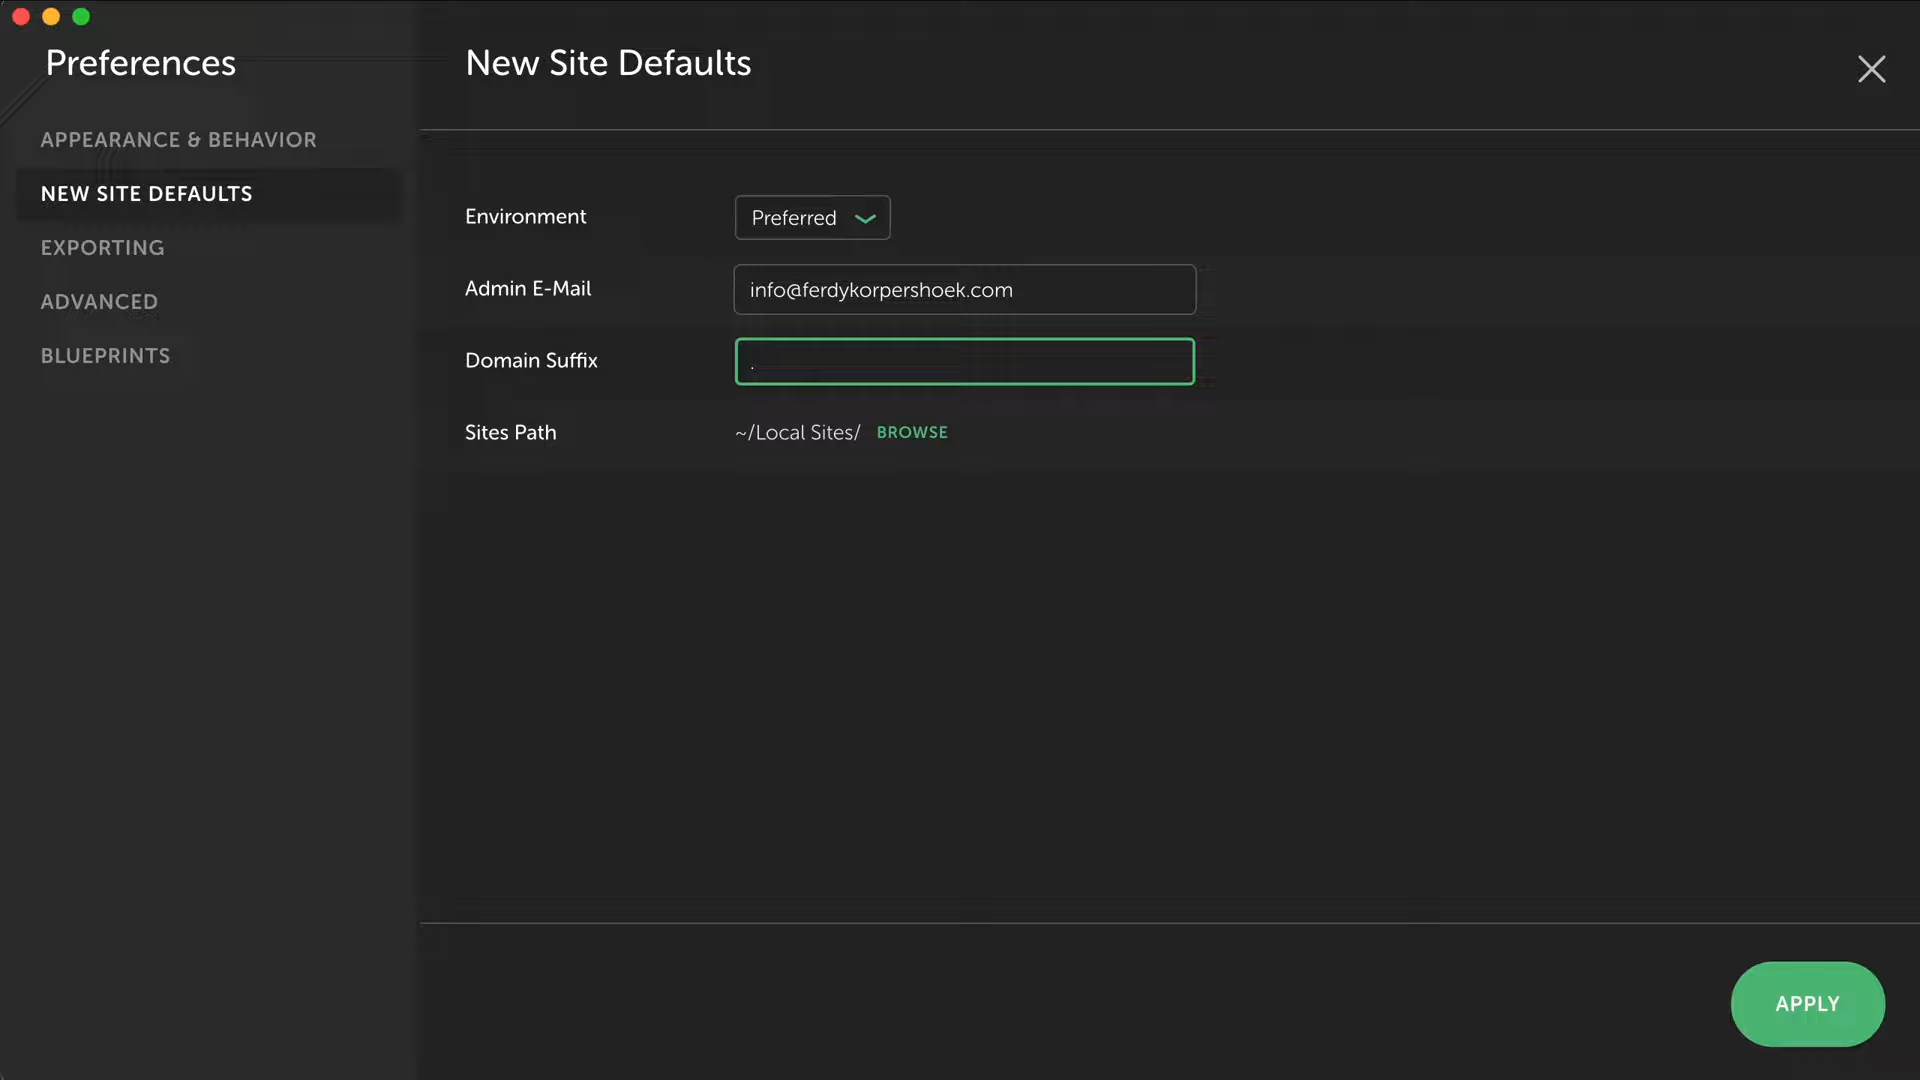 Preferences
APPEARANCE & BEHAVIOR
NEW SITE DEFAULTS
EXPORTING
ADVANCED
BLUEPRINTS
New Site Defaults
Environment
Preferred
Admin E-Mail
info@ferdykorpershoek.com
Domain Suffix
.
Sites Path
~/Local Sites/ BROWSE
APPLY